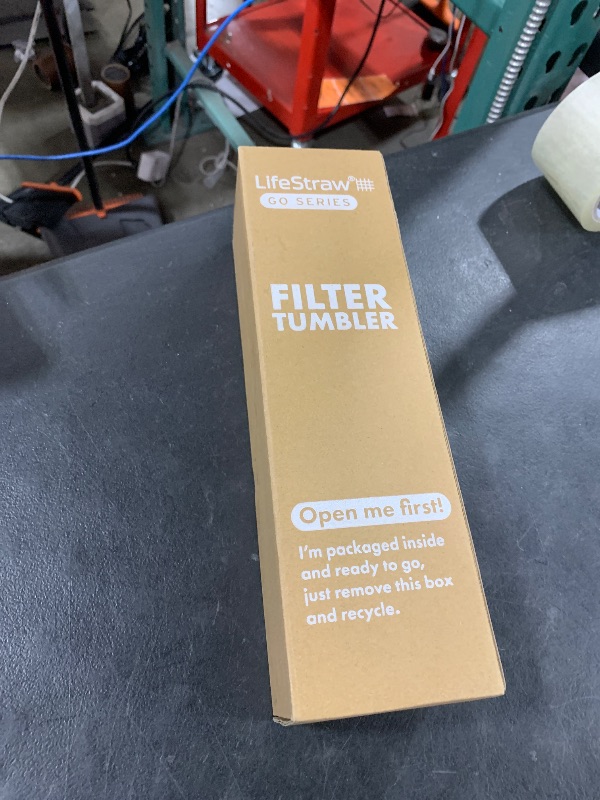 LifeStraw®
GO SERIES
FILTER
TUMBLER
Open me first!
I'm packaged inside
and ready to go,
just remove this box
and recycle.